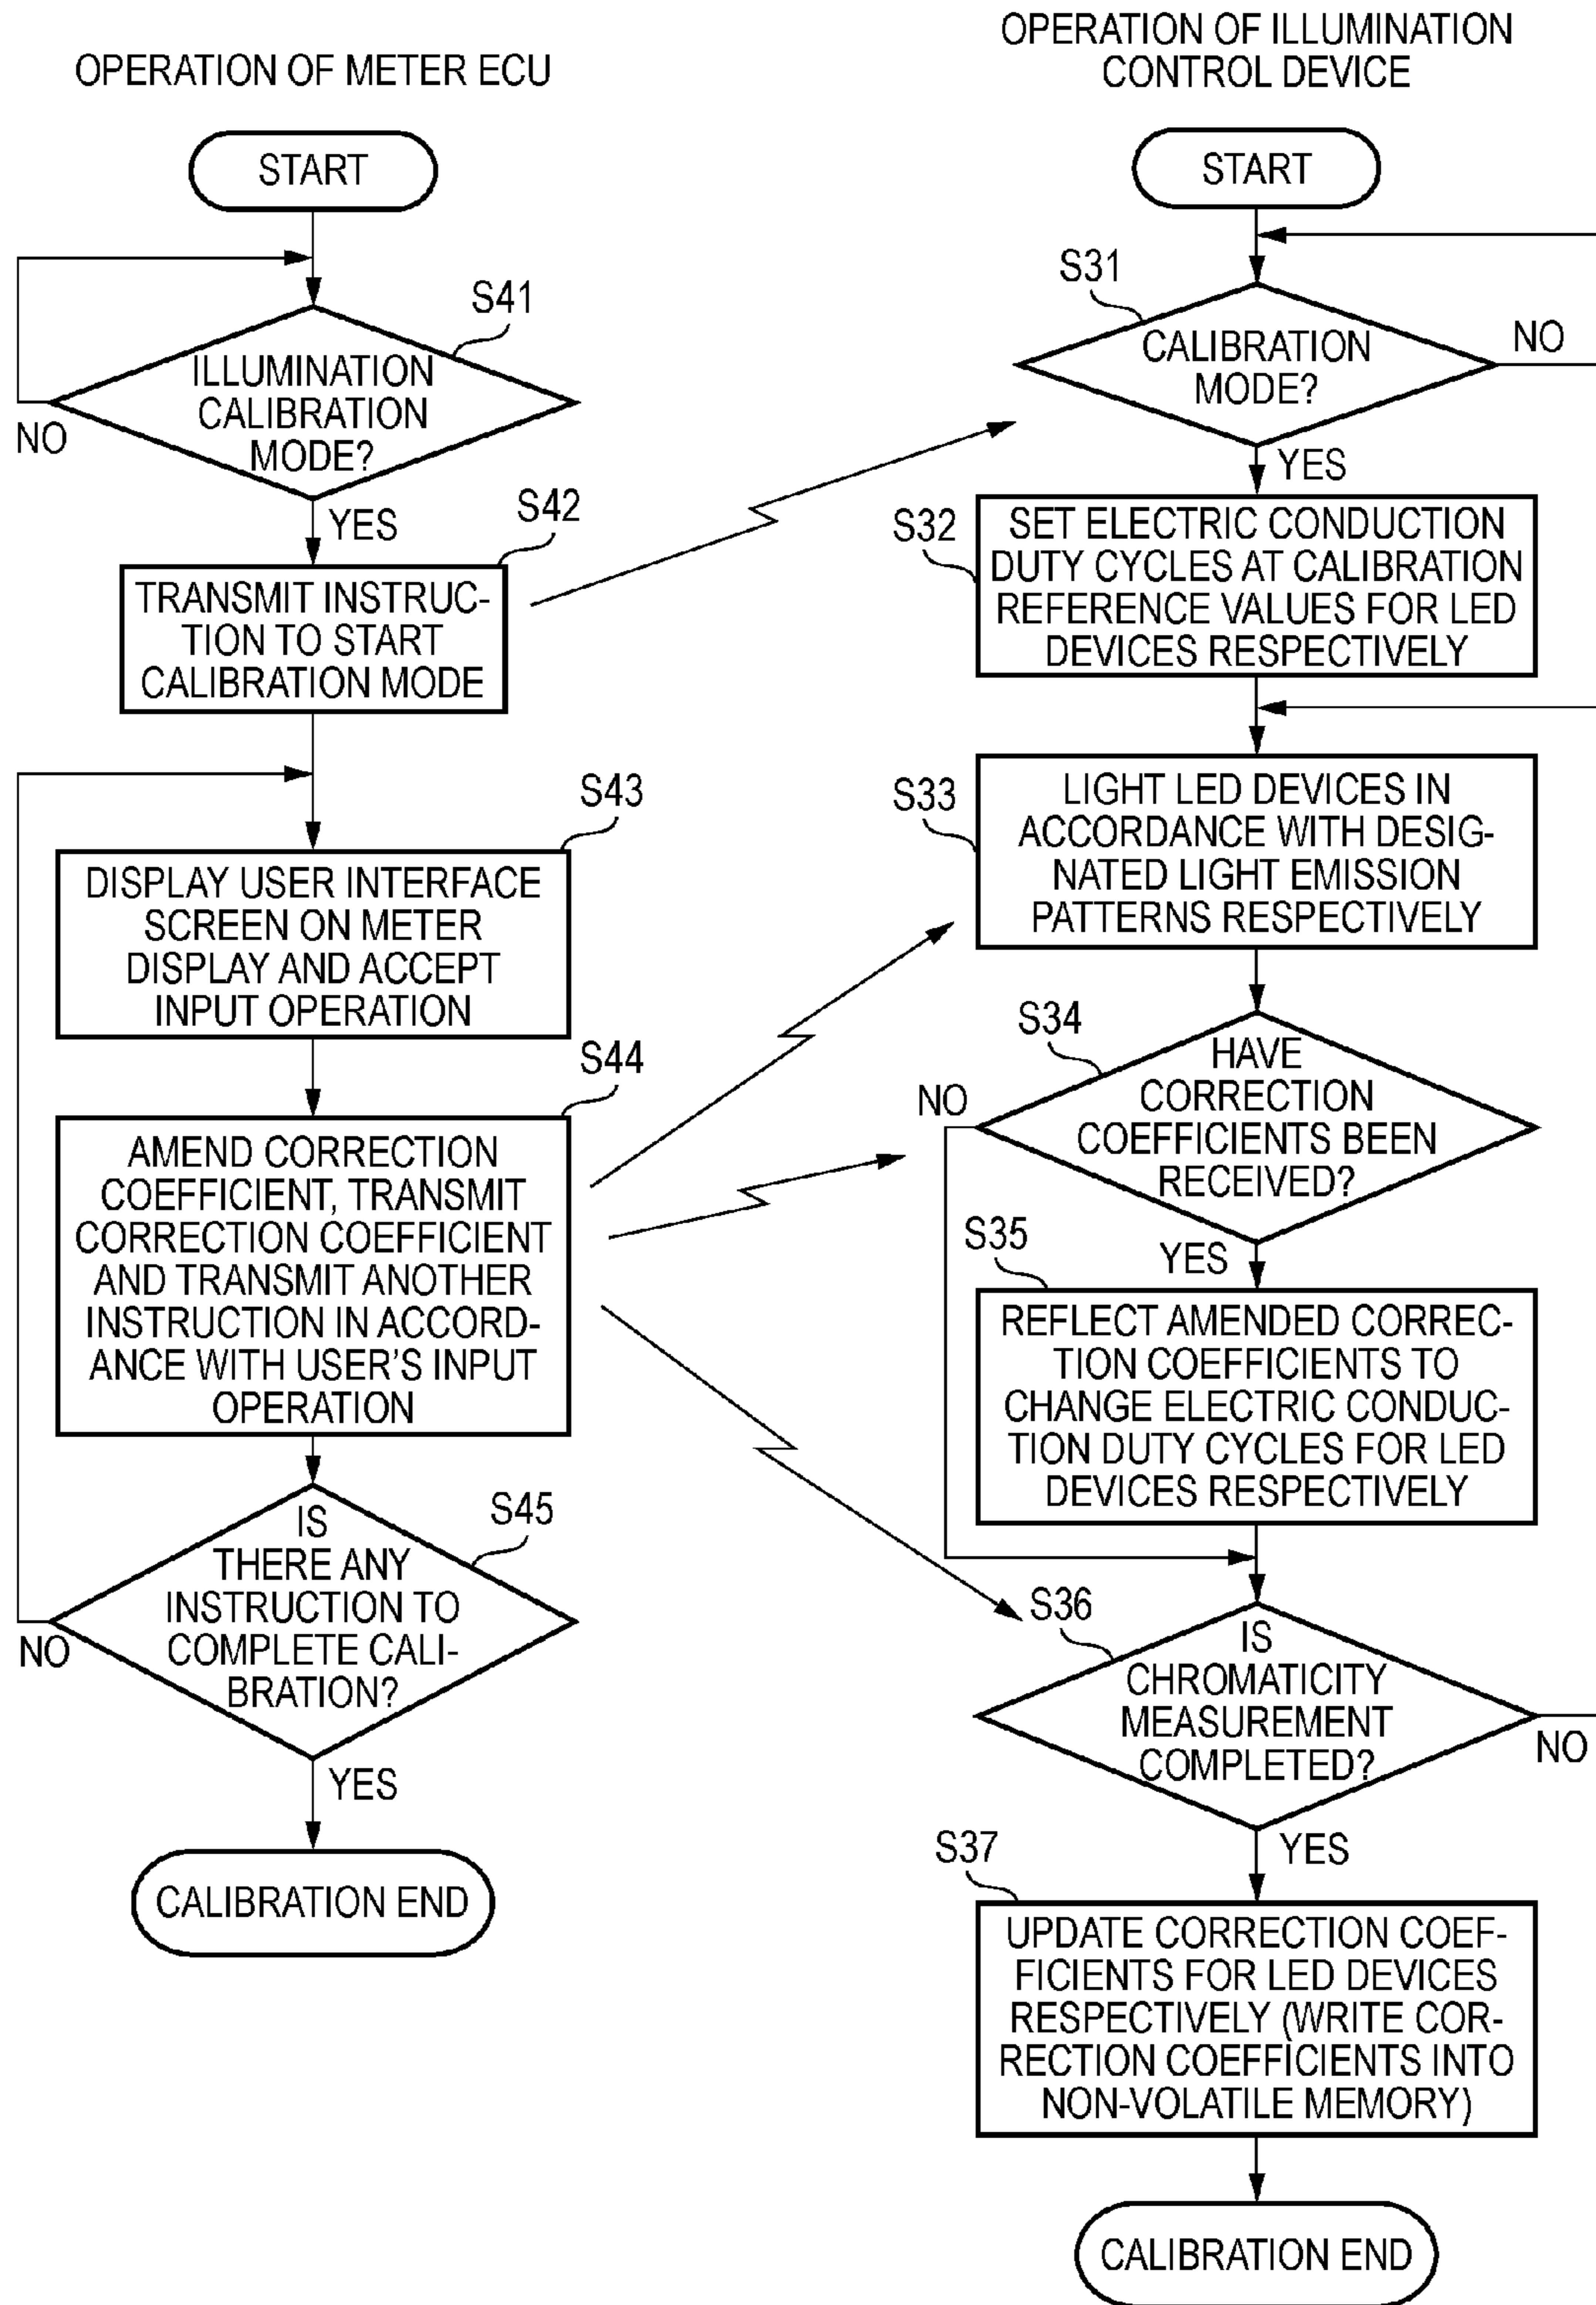 OPERATION OF METER ECU
START
S41
ILLUMINATION
CALIBRATION
MODE?
NO
YES
S42
TRANSMIT INSTRUC-
TION TO START
CALIBRATION MODE
S43
DISPLAY USER INTERFACE
SCREEN ON METER
DISPLAY AND ACCEPT
INPUT OPERATION
S44
AMEND CORRECTION
COEFFICIENT, TRANSMIT
CORRECTION COEFFICIENT
AND TRANSMIT ANOTHER
INSTRUCTION IN ACCORD-
ANCE WITH USER'S INPUT
OPERATION
S45
IS
THERE ANY
INSTRUCTION TO
COMPLETE CALI-
BRATION?
NO
YES
CALIBRATION END
OPERATION OF ILLUMINATION
CONTROL DEVICE
START
S31
CALIBRATION
MODE?
NO
YES
S32
SET ELECTRIC CONDUCTION
DUTY CYCLES AT CALIBRATION
REFERENCE VALUES FOR LED
DEVICES RESPECTIVELY
S33
LIGHT LED DEVICES IN
ACCORDANCE WITH DESIG-
NATED LIGHT EMISSION
PATTERNS RESPECTIVELY
S34
HAVE
CORRECTION
COEFFICIENTS BEEN
RECEIVED?
NO
YES
S35
REFLECT AMENDED CORREC-
TION COEFFICIENTS TO
CHANGE ELECTRIC CONDUC-
TION DUTY CYCLES FOR LED
DEVICES RESPECTIVELY
S36
IS
CHROMATICITY
MEASUREMENT
COMPLETED?
NO
YES
S37
UPDATE CORRECTION COEF-
FICIENTS FOR LED DEVICES
RESPECTIVELY (WRITE COR-
RECTION COEFFICIENTS INTO
NON-VOLATILE MEMORY)
CALIBRATION END